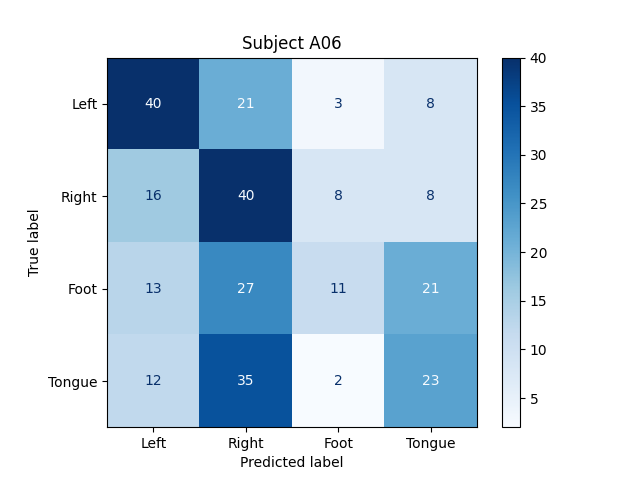 Subject A06
True label
Left 40 21 3 8
Right 16 40 8 8
Foot 13 27 11 21
Tongue 12 35 2 23
Left Right Foot Tongue
Predicted label
40
35
30
25
20
15
10
5